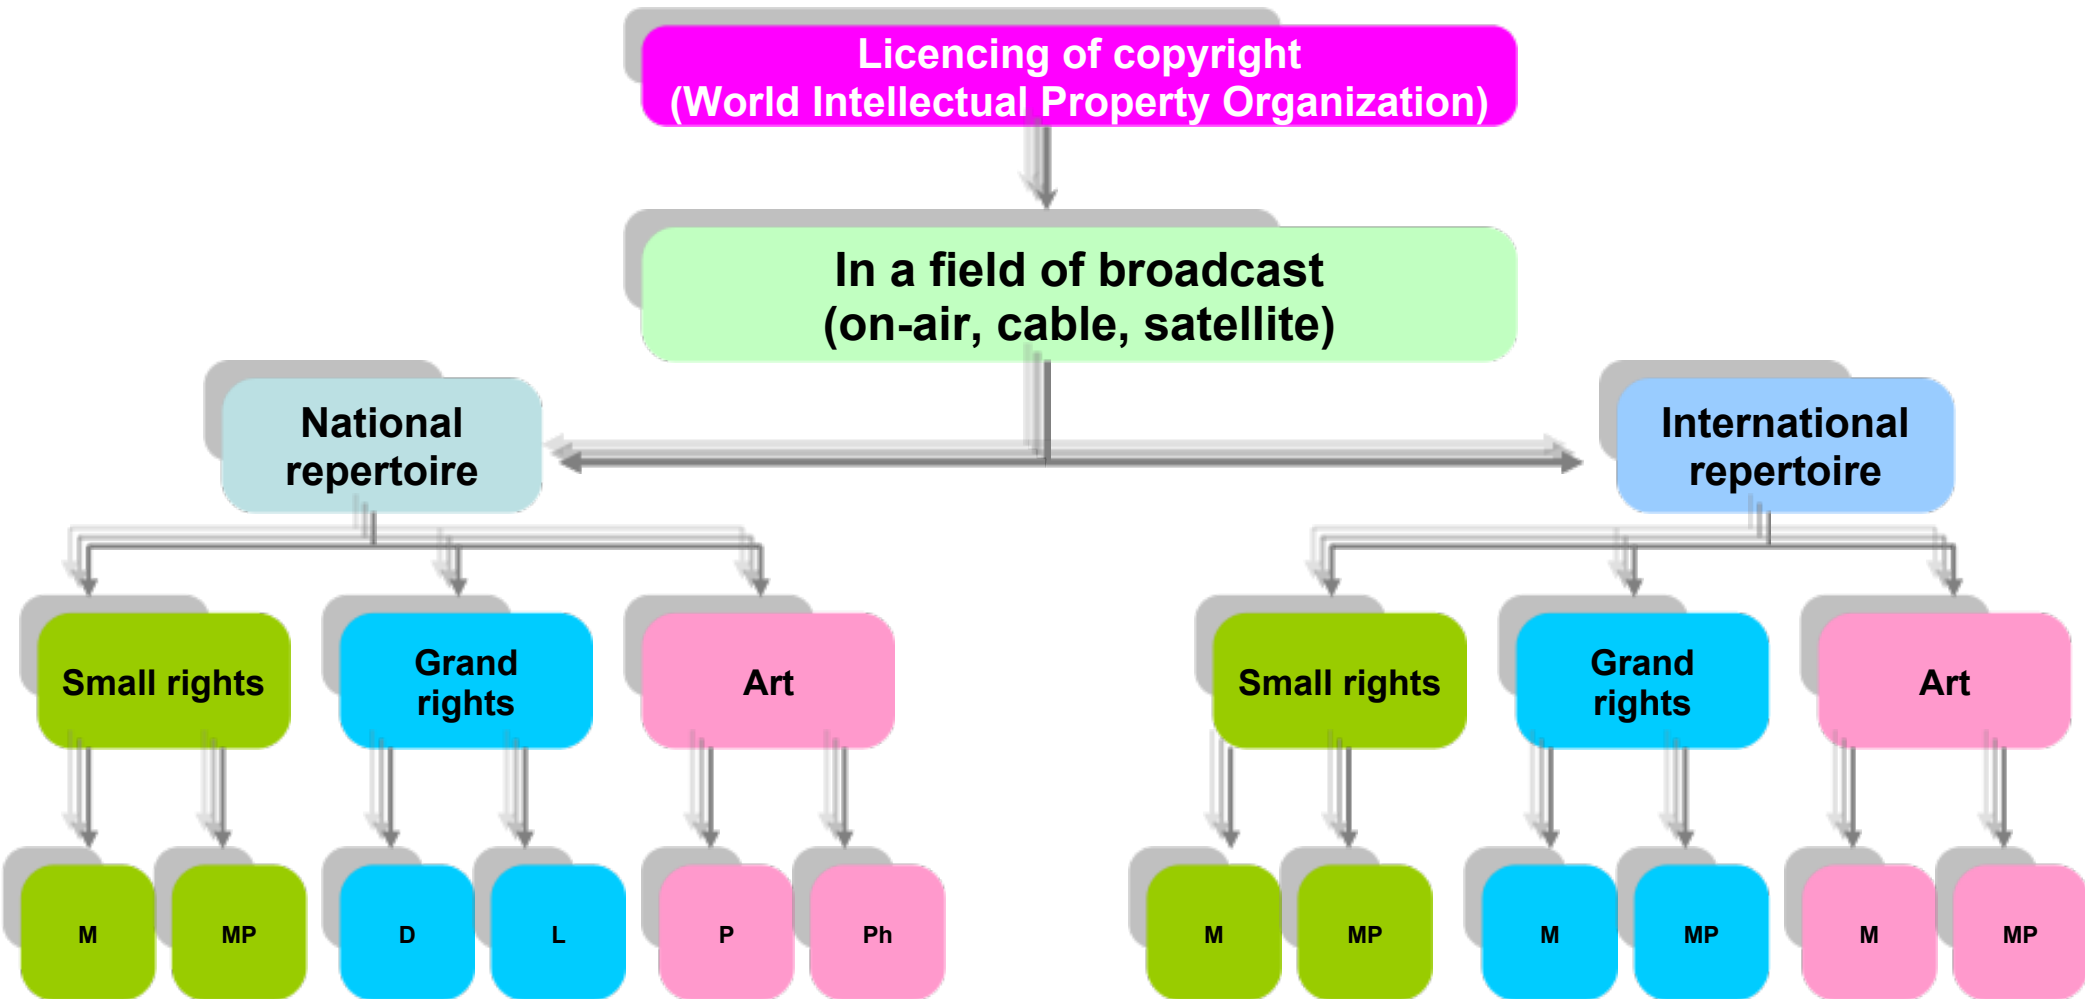 Licencing of copyright
(World Intellectual Property Organization)
In a field of broadcast
(on-air, cable, satellite)
National
repertoire
International
repertoire
Small rights
Grand
rights
Art
Small rights
Grand
rights
Art
M
MP
D
L
P
Ph
M
MP
M
MP
M
MP